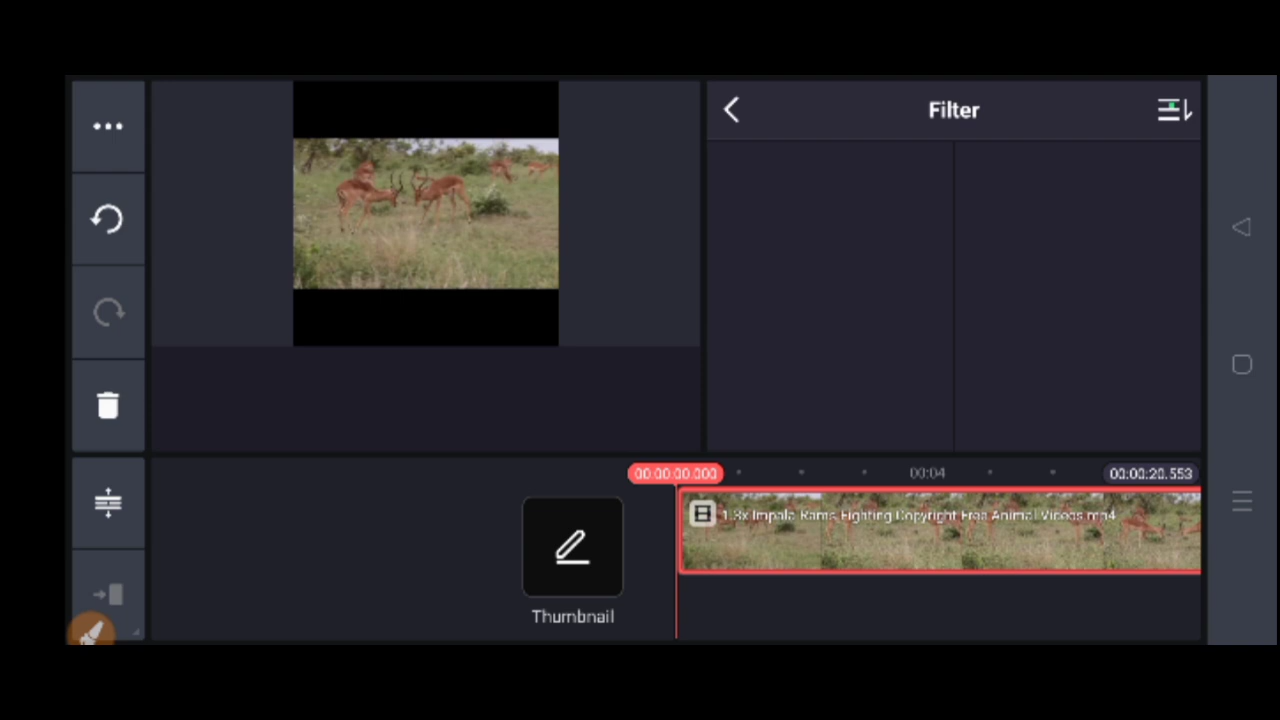 Filter
00:00:00.000
00:04
00:00:20.553
1.3x Impala Rams Fighting Copyright Free Animal Videos.mp4
Thumbnail